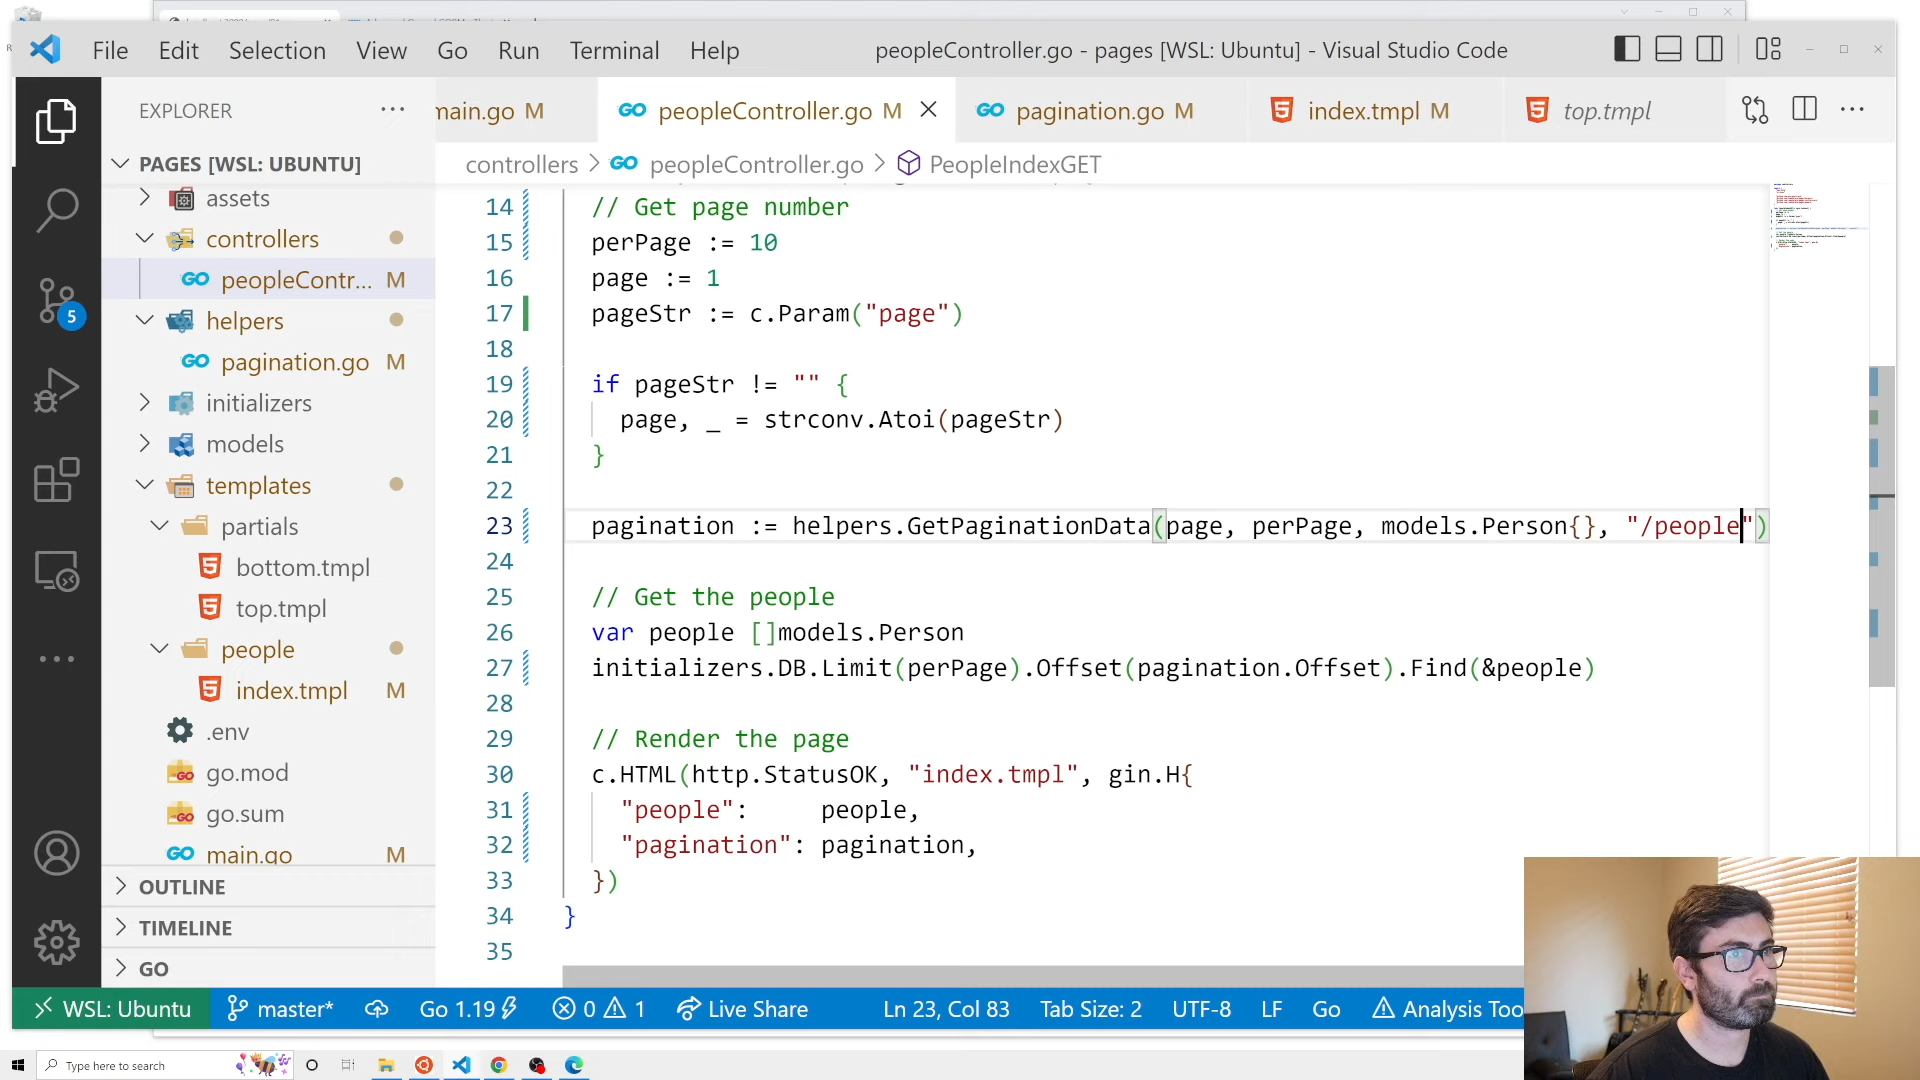 File Edit Selection View Go Run Terminal Help
peopleController.go - pages [WSL: Ubuntu] - Visual Studio Code
EXPLORER
main.go M
peopleController.go M
pagination.go M
index.tmpl M
top.tmpl
controllers > peopleController.go > PeopleIndexGET
PAGES [WSL: UBUNTU]
assets
controllers
peopleContr... M
helpers
pagination.go M
initializers
models
templates
partials
bottom.tmpl
top.tmpl
people
index.tmpl M
.env
go.mod
go.sum
main.go M
OUTLINE
TIMELINE
GO
5
14 // Get page number
15 perPage := 10
16 page := 1
17 pageStr := c.Param("page")
18
19 if pageStr != "" {
20 page, _ = strconv.Atoi(pageStr)
21 }
22
23 pagination := helpers.GetPaginationData(page, perPage, models.Person{}, "/people")
24
25 // Get the people
26 var people []models.Person
27 initializers.DB.Limit(perPage).Offset(pagination.Offset).Find(&people)
28
29 // Render the page
30 c.HTML(http.StatusOK, "index.tmpl", gin.H{
31 "people": people,
32 "pagination": pagination,
33 })
34 }
35
WSL: Ubuntu master* Go 1.19 0 1 Live Share Ln 23, Col 83 Tab Size: 2 UTF-8 LF Go Analysis Too
Type here to search